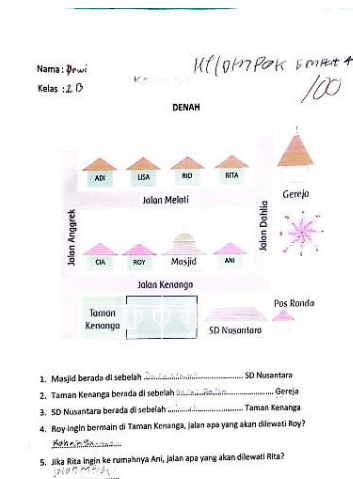 Nama : Dewi
Kelas : 2 B
Kelompok Empat 4
100
DENAH
ADI
LISA
RIO
RITA
Gereja
Jalan Melati
Jalan Anggrek
Jalan Dahlia
CIA
ROY
Masjid
ANI
Jalan Kenanga
Taman
Kenanga
SD Nusantara
Pos Ronda
1. Masjid berada di sebelah SD Nusantara
2. Taman Kenanga berada di sebelah Gereja
3. SD Nusantara berada di sebelah Taman Kenanga
4. Roy ingin bermain di Taman Kenanga, jalan apa yang akan dilewati Roy?
5. Jika Rita Ingin ke rumahnya Ani, jalan apa yang akan dilewati Rita?